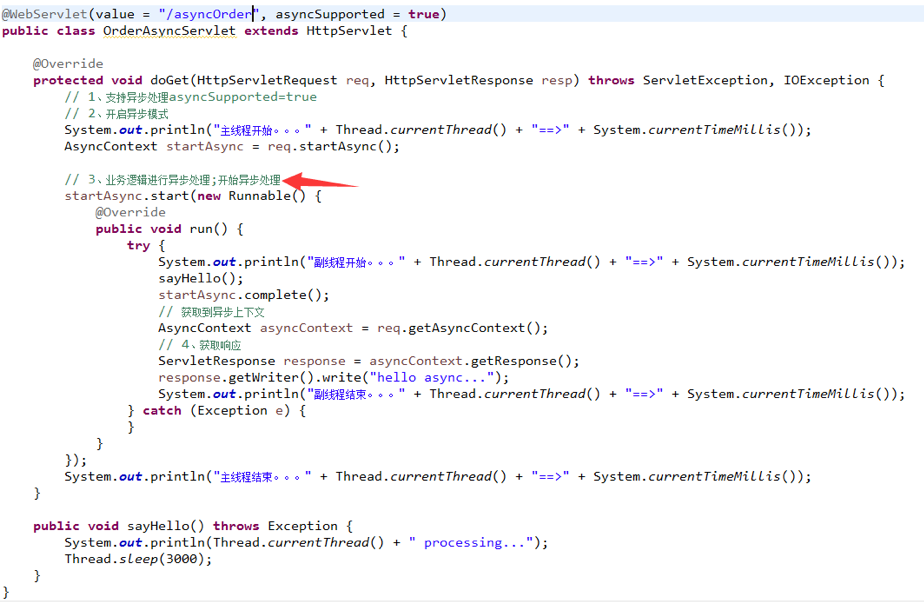 @WebServlet(value = "/asyncOrder", asyncSupported = true)
public class OrderAsyncServlet extends HttpServlet {
@Override
protected void doGet(HttpServletRequest req, HttpServletResponse resp) throws ServletException, IOException {
// 1、支持异步处理asyncSupported=true
// 2、开启异步模式
System.out.println("主线程开始。。。" + Thread.currentThread() + "==>" + System.currentTimeMillis());
AsyncContext startAsync = req.startAsync();
// 3、业务逻辑进行异步处理;开始异步处理
startAsync.start(new Runnable() {
@Override
public void run() {
try {
System.out.println("副线程开始。。。" + Thread.currentThread() + "==>" + System.currentTimeMillis());
sayHello();
startAsync.complete();
// 获取到异步上下文
AsyncContext asyncContext = req.getAsyncContext();
// 4、获取响应
ServletResponse response = asyncContext.getResponse();
response.getWriter().write("hello async...");
System.out.println("副线程结束。。。" + Thread.currentThread() + "==>" + System.currentTimeMillis());
} catch (Exception e) {
}
}
});
System.out.println("主线程结束。。。" + Thread.currentThread() + "==>" + System.currentTimeMillis());
}
public void sayHello() throws Exception {
System.out.println(Thread.currentThread() + " processing...");
Thread.sleep(3000);
}
}